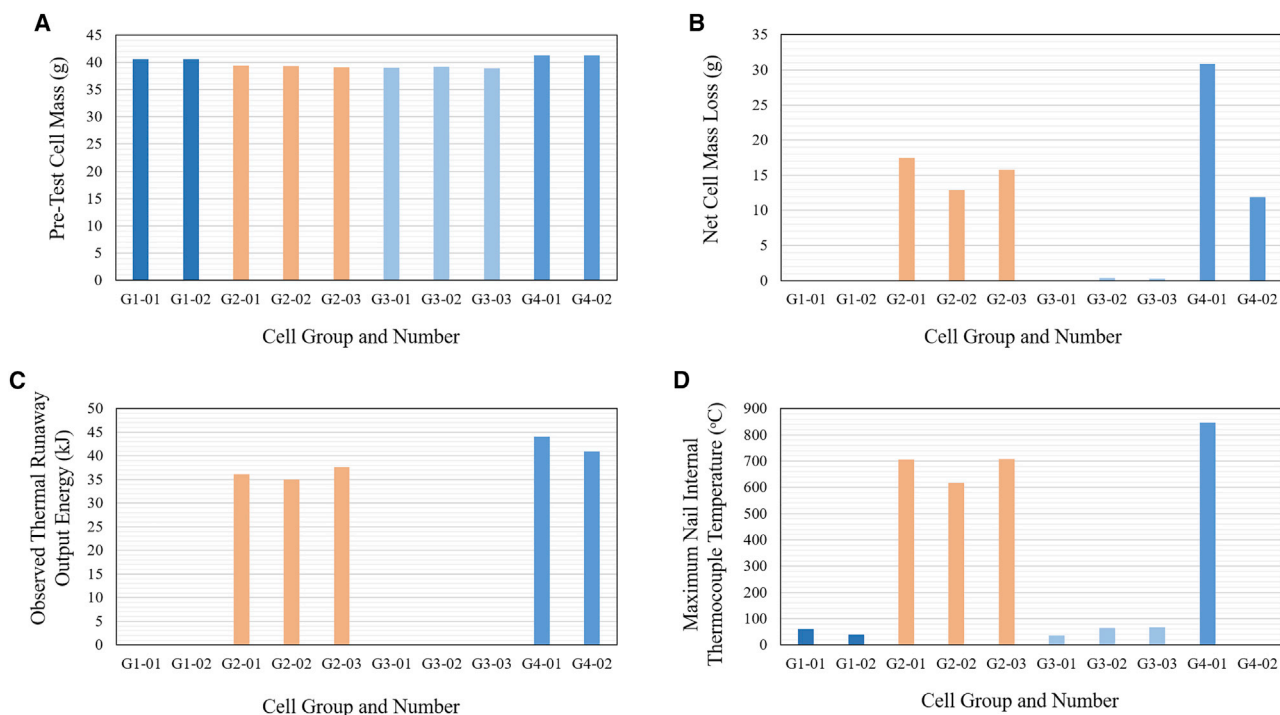 A
Pre-Test Cell Mass (g)
45
40
35
30
25
20
15
10
5
0
G1-01 G1-02 G2-01 G2-02 G2-03 G3-01 G3-02 G3-03 G4-01 G4-02
Cell Group and Number
B
Net Cell Mass Loss (g)
35
30
25
20
15
10
5
0
G1-01 G1-02 G2-01 G2-02 G2-03 G3-01 G3-02 G3-03 G4-01 G4-02
Cell Group and Number
C
Observed Thermal Runaway
Output Energy (kJ)
50
45
40
35
30
25
20
15
10
5
0
G1-01 G1-02 G2-01 G2-02 G2-03 G3-01 G3-02 G3-03 G4-01 G4-02
Cell Group and Number
D
Maximum Nail Internal
Thermocouple Temperature (°C)
900
800
700
600
500
400
300
200
100
0
G1-01 G1-02 G2-01 G2-02 G2-03 G3-01 G3-02 G3-03 G4-01 G4-02
Cell Group and Number